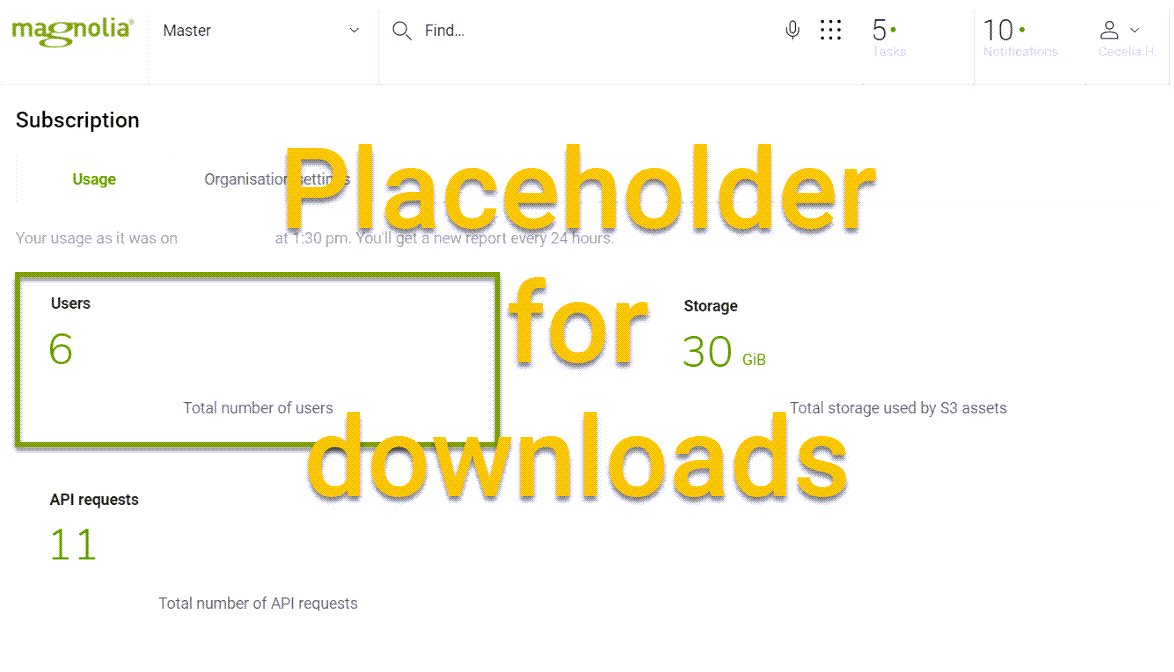 magnolia®
Master
Find...
5
Tasks
10
Notifications
Cecelia H
Subscription
Usage
Organisation settings
Placeholder
for
downloads
Your usage as it was on at 1:30 pm. You'll get a new report every 24 hours.
Users
6
Total number of users
Storage
30 GiB
Total storage used by S3 assets
API requests
11
Total number of API requests